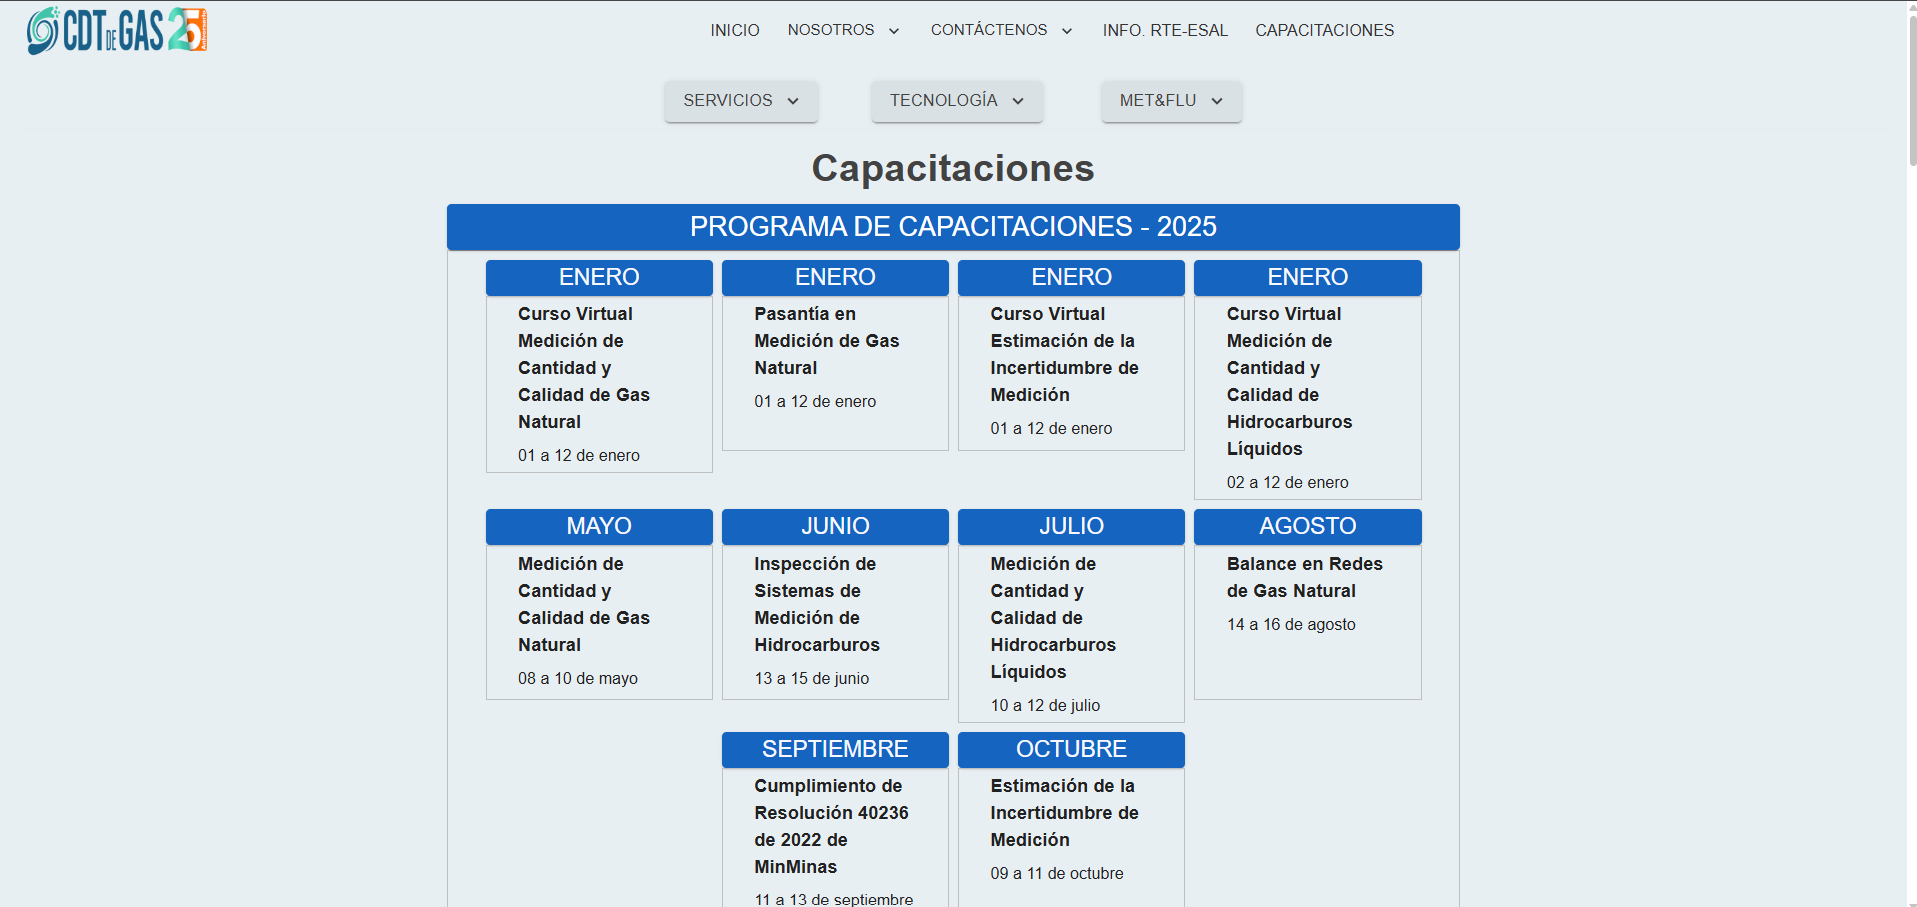 CDT DE GAS 25
INICIO
NOSOTROS
CONTÁCTENOS
INFO. RTE-ESAL
CAPACITACIONES
SERVICIOS
TECNOLOGÍA
MET&FLU
Capacitaciones
PROGRAMA DE CAPACITACIONES - 2025
ENERO
Curso Virtual
Medición de
Cantidad y
Calidad de Gas
Natural
01 a 12 de enero
ENERO
Pasantía en
Medición de Gas
Natural
01 a 12 de enero
ENERO
Curso Virtual
Estimación de la
Incertidumbre de
Medición
01 a 12 de enero
ENERO
Curso Virtual
Medición de
Cantidad y
Calidad de
Hidrocarburos
Líquidos
02 a 12 de enero
MAYO
Medición de
Cantidad y
Calidad de Gas
Natural
08 a 10 de mayo
JUNIO
Inspección de
Sistemas de
Medición de
Hidrocarburos
13 a 15 de junio
JULIO
Medición de
Cantidad y
Calidad de
Hidrocarburos
Líquidos
10 a 12 de julio
AGOSTO
Balance en Redes
de Gas Natural
14 a 16 de agosto
SEPTIEMBRE
Cumplimiento de
Resolución 40236
de 2022 de
MinMinas
11 a 13 de septiembre
OCTUBRE
Estimación de la
Incertidumbre de
Medición
09 a 11 de octubre